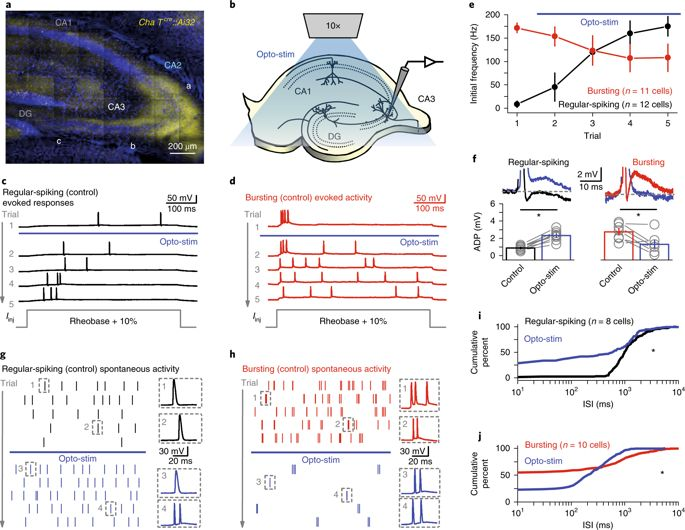 a
Cha Tcre::Ai32
CA1
CA2
a
CA3
DG
c
b
200 μm
b
10×
Opto-stim
CA1
CA3
DG
c
Regular-spiking (control)
evoked responses
50 mV
100 ms
Trial
1
Opto-stim
2
3
4
5
Iinj
Rheobase + 10%
d
Bursting (control) evoked activity
50 mV
100 ms
1
Opto-stim
2
3
4
5
Rheobase + 10%
e
Opto-stim
Initial frequency (Hz)
200
150
100
50
0
Bursting (n = 11 cells)
Regular-spiking (n = 12 cells)
1 2 3 4 5
Trial
f
Regular-spiking
2 mV
10 ms
Bursting
ADP (mV)
6
4
2
0
*
*
Control
Opto-stim
Control
Opto-stim
g
Regular-spiking (control) spontaneous activity
Trial
1
2
1
2
30 mV
20 ms
Opto-stim
3
4
3
4
h
Bursting (control) spontaneous activity
1
2
1
2
30 mV
20 ms
Opto-stim
3
4
3
4
i
Regular-spiking (n = 8 cells)
Opto-stim
Cumulative
percent
100
75
50
25
0
*
10¹ 10² 10³ 10⁴
ISI (ms)
j
Bursting (n = 10 cells)
Opto-stim
Cumulative
percent
100
75
50
25
0
*
10¹ 10² 10³ 10⁴
ISI (ms)